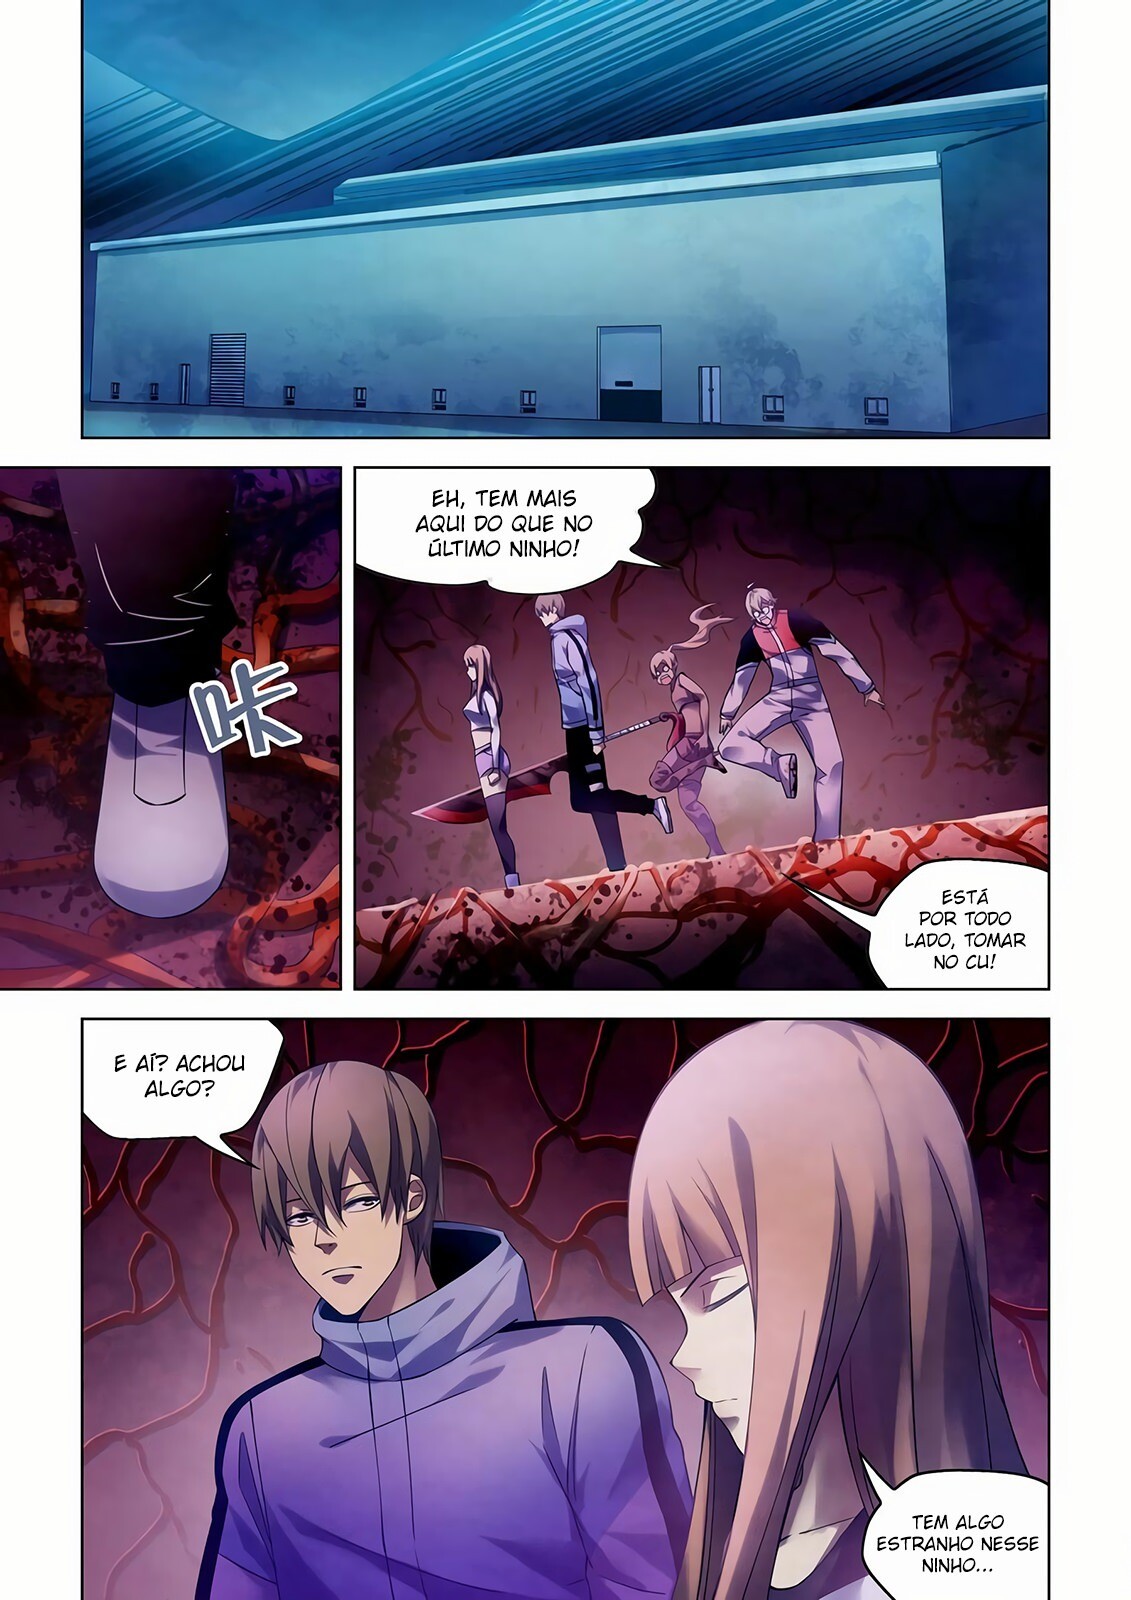 EH, TEM MAIS
AQUI DO QUE NO
ÚLTIMO NINHO!
咔
ESTÁ
POR TODO
LADO, TOMAR
NO CU!
E AÍ? ACHOU
ALGO?
TEM ALGO
ESTRANHO NESSE
NINHO...